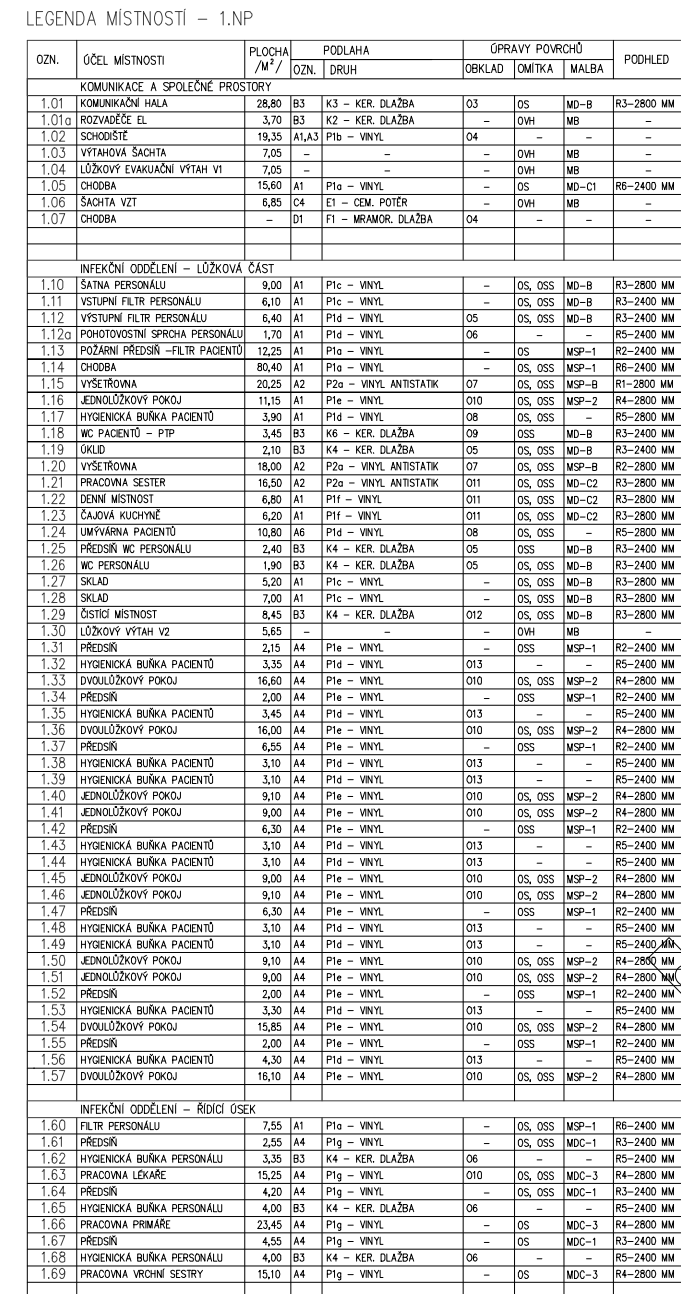 LEGENDA MÍSTNOSTÍ – 1.NP
OZN. ÚČEL MÍSTNOSTI PLOCHA /M²/ PODLAHA ÚPRAVY POVRCHŮ PODHLED
OZN. DRUH OBKLAD OMÍTKA MALBA
KOMUNIKACE A SPOLEČNÉ PROSTORY
1.01 KOMUNIKAČNÍ HALA 28,80 B3 K3 – KER. DLAŽBA O3 OS MD–B R3–2800 MM
1.01a ROZVADĚČE EL 3,70 B3 K2 – KER. DLAŽBA – OVH MB –
1.02 SCHODIŠTĚ 19,35 A1,A3 P1b – VINYL O4 – – –
1.03 VÝTAHOVÁ ŠACHTA 7,05 – – – OVH MB –
1.04 LŮŽKOVÝ EVAKUAČNÍ VÝTAH V1 7,05 – – – OVH MB –
1.05 CHODBA 15,60 A1 P1a – VINYL – OS MD–C1 R6–2400 MM
1.06 ŠACHTA VZT 6,85 C4 E1 – CEM. POTĚR – OVH MB –
1.07 CHODBA – D1 F1 – MRAMOR. DLAŽBA O4 – – –
INFEKČNÍ ODDĚLENÍ – LŮŽKOVÁ ČÁST
1.10 ŠATNA PERSONÁLU 9,00 A1 P1c – VINYL – OS, OSS MD–B R3–2800 MM
1.11 VSTUPNÍ FILTR PERSONÁLU 6,10 A1 P1c – VINYL – OS, OSS MD–B R3–2800 MM
1.12 VÝSTUPNÍ FILTR PERSONÁLU 6,40 A1 P1d – VINYL O5 OS, OSS MD–B R3–2800 MM
1.12a POHOTOVOSTNÍ SPRCHA PERSONÁLU 1,70 A1 P1d – VINYL O6 – – R5–2400 MM
1.13 POŽÁRNÍ PŘEDSÍŇ –FILTR PACIENTŮ 12,25 A1 P1a – VINYL – OS MSP–1 R2–2400 MM
1.14 CHODBA 80,40 A1 P1a – VINYL – OS, OSS MSP–1 R6–2400 MM
1.15 VYŠETŘOVNA 20,25 A2 P2a – VINYL ANTISTATIK O7 OS, OSS MSP–B R1–2800 MM
1.16 JEDNOLŮŽKOVÝ POKOJ 11,15 A1 P1e – VINYL O10 OS, OSS MSP–2 R4–2800 MM
1.17 HYGIENICKÁ BUŇKA PACIENTŮ 3,90 A1 P1d – VINYL O8 OS, OSS – R5–2800 MM
1.18 WC PACIENTŮ – PTP 3,45 B3 K6 – KER. DLAŽBA O9 OSS MD–B R3–2400 MM
1.19 ÚKLID 2,10 B3 K4 – KER. DLAŽBA O5 OS, OSS MD–B R3–2400 MM
1.20 VYŠETŘOVNA 18,00 A2 P2a – VINYL ANTISTATIK O7 OS, OSS MSP–B R2–2800 MM
1.21 PRACOVNA SESTER 16,50 A2 P2a – VINYL ANTISTATIK O11 OS, OSS MD–C2 R3–2800 MM
1.22 DENNÍ MÍSTNOST 6,80 A1 P1f – VINYL O11 OS, OSS MD–C2 R3–2800 MM
1.23 ČAJOVÁ KUCHYNĚ 6,20 A1 P1f – VINYL O11 OS, OSS MD–C2 R3–2800 MM
1.24 UMÝVÁRNA PACIENTŮ 10,80 A6 P1d – VINYL O8 OS, OSS – R5–2800 MM
1.25 PŘEDSÍŇ WC PERSONÁLU 2,40 B3 K4 – KER. DLAŽBA O5 OSS MD–B R3–2400 MM
1.26 WC PERSONÁLU 1,90 B3 K4 – KER. DLAŽBA O5 OS, OSS MD–B R3–2400 MM
1.27 SKLAD 5,20 A1 P1c – VINYL – OS, OSS MD–B R3–2800 MM
1.28 SKLAD 7,00 A1 P1c – VINYL – OS, OSS MD–B R3–2800 MM
1.29 ČISTÍCÍ MÍSTNOST 8,45 B3 K4 – KER. DLAŽBA O12 OS, OSS MD–B R3–2800 MM
1.30 LŮŽKOVÝ VÝTAH V2 5,65 – – – OVH MB –
1.31 PŘEDSÍŇ 2,15 A4 P1e – VINYL – OSS MSP–1 R2–2400 MM
1.32 HYGIENICKÁ BUŇKA PACIENTŮ 3,35 A4 P1d – VINYL O13 – – R5–2400 MM
1.33 DVOULŮŽKOVÝ POKOJ 16,60 A4 P1e – VINYL O10 OS, OSS MSP–2 R4–2800 MM
1.34 PŘEDSÍŇ 2,00 A4 P1e – VINYL – OSS MSP–1 R2–2400 MM
1.35 HYGIENICKÁ BUŇKA PACIENTŮ 3,45 A4 P1d – VINYL O13 – – R5–2400 MM
1.36 DVOULŮŽKOVÝ POKOJ 16,00 A4 P1e – VINYL O10 OS, OSS MSP–2 R4–2800 MM
1.37 PŘEDSÍŇ 6,55 A4 P1e – VINYL – OSS MSP–1 R2–2400 MM
1.38 HYGIENICKÁ BUŇKA PACIENTŮ 3,10 A4 P1d – VINYL O13 – – R5–2400 MM
1.39 HYGIENICKÁ BUŇKA PACIENTŮ 3,10 A4 P1d – VINYL O13 – – R5–2400 MM
1.40 JEDNOLŮŽKOVÝ POKOJ 9,10 A4 P1e – VINYL O10 OS, OSS MSP–2 R4–2800 MM
1.41 JEDNOLŮŽKOVÝ POKOJ 9,00 A4 P1e – VINYL O10 OS, OSS MSP–2 R4–2800 MM
1.42 PŘEDSÍŇ 6,30 A4 P1e – VINYL – OSS MSP–1 R2–2400 MM
1.43 HYGIENICKÁ BUŇKA PACIENTŮ 3,10 A4 P1d – VINYL O13 – – R5–2400 MM
1.44 HYGIENICKÁ BUŇKA PACIENTŮ 3,10 A4 P1d – VINYL O13 – – R5–2400 MM
1.45 JEDNOLŮŽKOVÝ POKOJ 9,00 A4 P1e – VINYL O10 OS, OSS MSP–2 R4–2800 MM
1.46 JEDNOLŮŽKOVÝ POKOJ 9,10 A4 P1e – VINYL O10 OS, OSS MSP–2 R4–2800 MM
1.47 PŘEDSÍŇ 6,30 A4 P1e – VINYL – OSS MSP–1 R2–2400 MM
1.48 HYGIENICKÁ BUŇKA PACIENTŮ 3,10 A4 P1d – VINYL O13 – – R5–2400 MM
1.49 HYGIENICKÁ BUŇKA PACIENTŮ 3,10 A4 P1d – VINYL O13 – – R5–2400 MM
1.50 JEDNOLŮŽKOVÝ POKOJ 9,10 A4 P1e – VINYL O10 OS, OSS MSP–2 R4–2800 MM
1.51 JEDNOLŮŽKOVÝ POKOJ 9,00 A4 P1e – VINYL O10 OS, OSS MSP–2 R4–2800 MM
1.52 PŘEDSÍŇ 2,00 A4 P1e – VINYL – OSS MSP–1 R2–2400 MM
1.53 HYGIENICKÁ BUŇKA PACIENTŮ 3,30 A4 P1d – VINYL O13 – – R5–2400 MM
1.54 DVOULŮŽKOVÝ POKOJ 15,85 A4 P1e – VINYL O10 OS, OSS MSP–2 R4–2800 MM
1.55 PŘEDSÍŇ 2,00 A4 P1e – VINYL – OSS MSP–1 R2–2400 MM
1.56 HYGIENICKÁ BUŇKA PACIENTŮ 4,30 A4 P1d – VINYL O13 – – R5–2400 MM
1.57 DVOULŮŽKOVÝ POKOJ 16,10 A4 P1e – VINYL O10 OS, OSS MSP–2 R4–2800 MM
INFEKČNÍ ODDĚLENÍ – ŘÍDÍCÍ ÚSEK
1.60 FILTR PERSONÁLU 7,55 A1 P1a – VINYL – OS, OSS MSP–1 R6–2400 MM
1.61 PŘEDSÍŇ 2,55 A4 P1g – VINYL – OS, OSS MDC–1 R3–2400 MM
1.62 HYGIENICKÁ BUŇKA PERSONÁLU 3,35 B3 K4 – KER. DLAŽBA O6 – – R5–2400 MM
1.63 PRACOVNA LÉKAŘE 15,25 A4 P1g – VINYL O10 OS, OSS MDC–3 R4–2800 MM
1.64 PŘEDSÍŇ 4,20 A4 P1g – VINYL – OS, OSS MDC–1 R3–2400 MM
1.65 HYGIENICKÁ BUŇKA PERSONÁLU 4,00 B3 K4 – KER. DLAŽBA O6 – – R5–2400 MM
1.66 PRACOVNA PRIMÁŘE 23,45 A4 P1g – VINYL – OS MDC–3 R4–2800 MM
1.67 PŘEDSÍŇ 4,55 A4 P1g – VINYL – OS MDC–1 R3–2400 MM
1.68 HYGIENICKÁ BUŇKA PERSONÁLU 4,00 B3 K4 – KER. DLAŽBA O6 – – R5–2400 MM
1.69 PRACOVNA VRCHNÍ SESTRY 15,10 A4 P1g – VINYL – OS MDC–3 R4–2800 MM